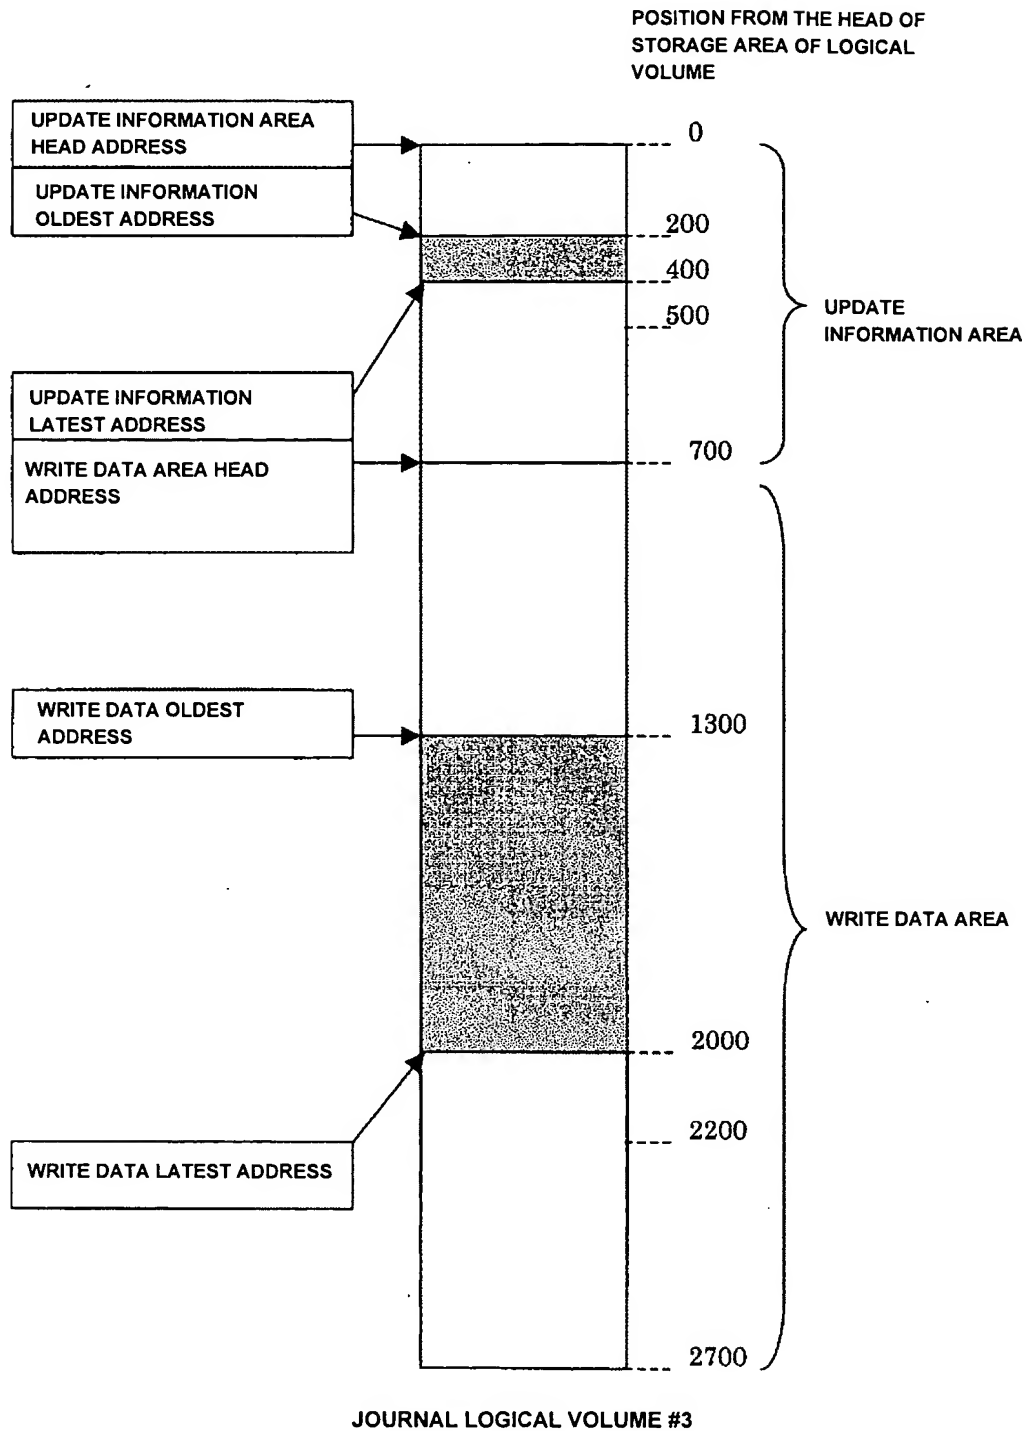 POSITION FROM THE HEAD OF
STORAGE AREA OF LOGICAL
VOLUME
UPDATE INFORMATION AREA
HEAD ADDRESS
0
UPDATE INFORMATION
OLDEST ADDRESS
200
400
500
UPDATE
INFORMATION AREA
UPDATE INFORMATION
LATEST ADDRESS
WRITE DATA AREA HEAD
ADDRESS
700
WRITE DATA OLDEST
ADDRESS
1300
WRITE DATA AREA
2000
2200
WRITE DATA LATEST ADDRESS
2700
JOURNAL LOGICAL VOLUME #3